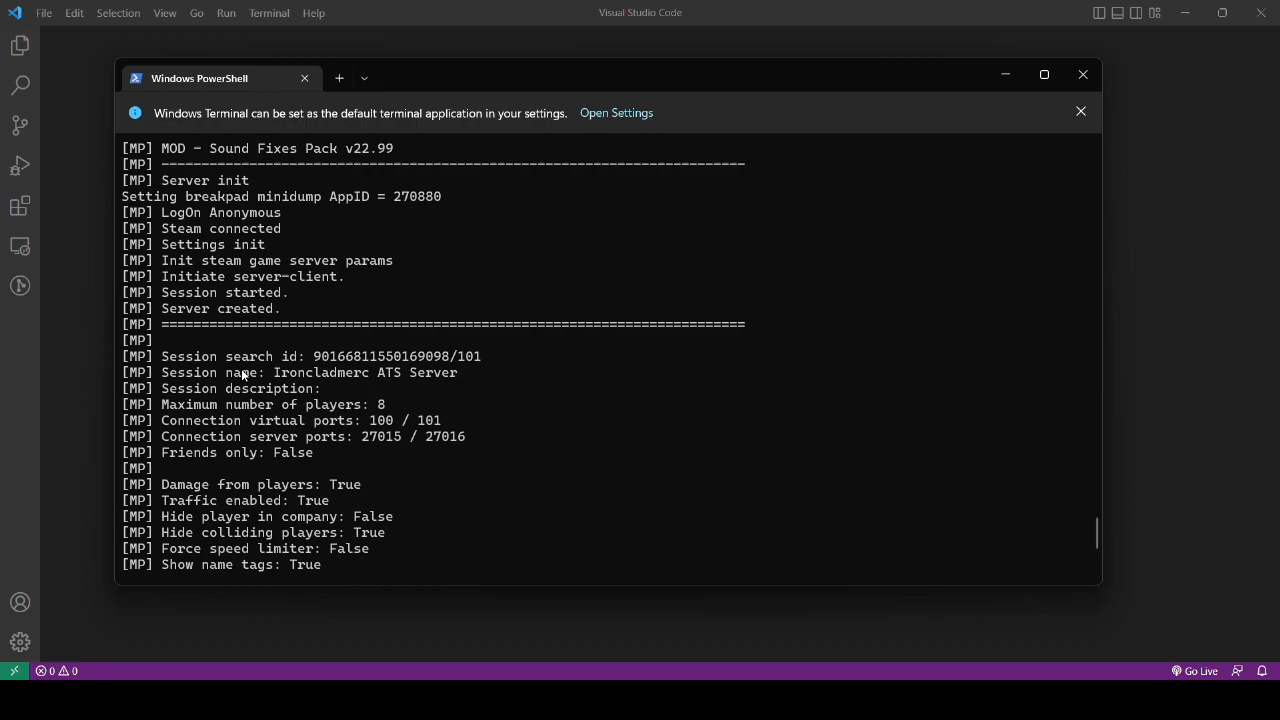 File Edit Selection View Go Run Terminal Help
Visual Studio Code
Windows PowerShell
Windows Terminal can be set as the default terminal application in your settings. Open Settings
[MP] MOD - Sound Fixes Pack v22.99
[MP] =========================================================================
[MP] Server init
Setting breakpad minidump AppID = 270880
[MP] LogOn Anonymous
[MP] Steam connected
[MP] Settings init
[MP] Init steam game server params
[MP] Initiate server-client.
[MP] Session started.
[MP] Server created.
[MP] =========================================================================
[MP]
[MP] Session search id: 90166811550169098/101
[MP] Session name: Ironcladmerc ATS Server
[MP] Session description:
[MP] Maximum number of players: 8
[MP] Connection virtual ports: 100 / 101
[MP] Connection server ports: 27015 / 27016
[MP] Friends only: False
[MP]
[MP] Damage from players: True
[MP] Traffic enabled: True
[MP] Hide player in company: False
[MP] Hide colliding players: True
[MP] Force speed limiter: False
[MP] Show name tags: True
0 0 Go Live